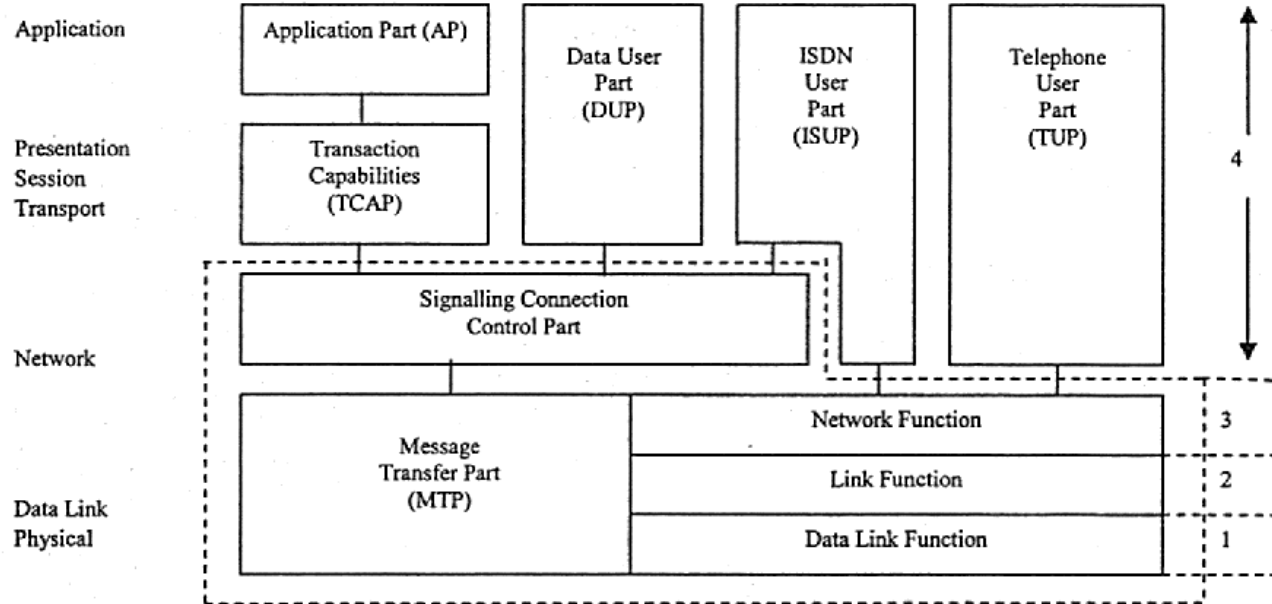 Application
Application Part (AP)
Data User
Part
(DUP)
ISDN
User
Part
(ISUP)
Telephone
User
Part
(TUP)
Presentation
Session
Transport
Transaction
Capabilities
(TCAP)
4
Signalling Connection
Control Part
Network
Message
Transfer Part
(MTP)
Network Function
3
Link Function
2
Data Link Function
1
Data Link
Physical